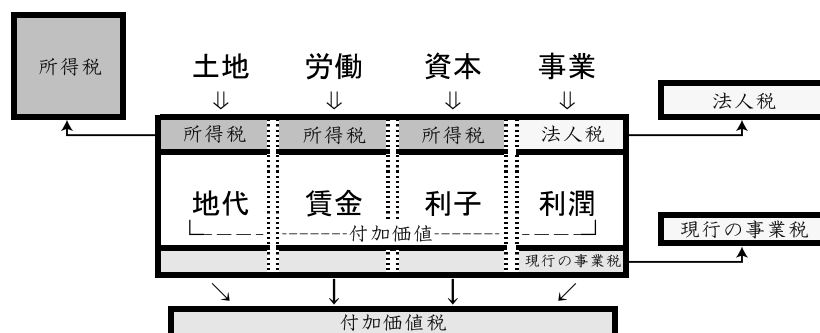 所得税
土地 労働 資本 事業
⇓ ⇓ ⇓ ⇓
法人税
所得税 所得税 所得税 法人税
地代 賃金 利子 利潤
付加価値
現行の事業税
現行の事業税
付加価値税